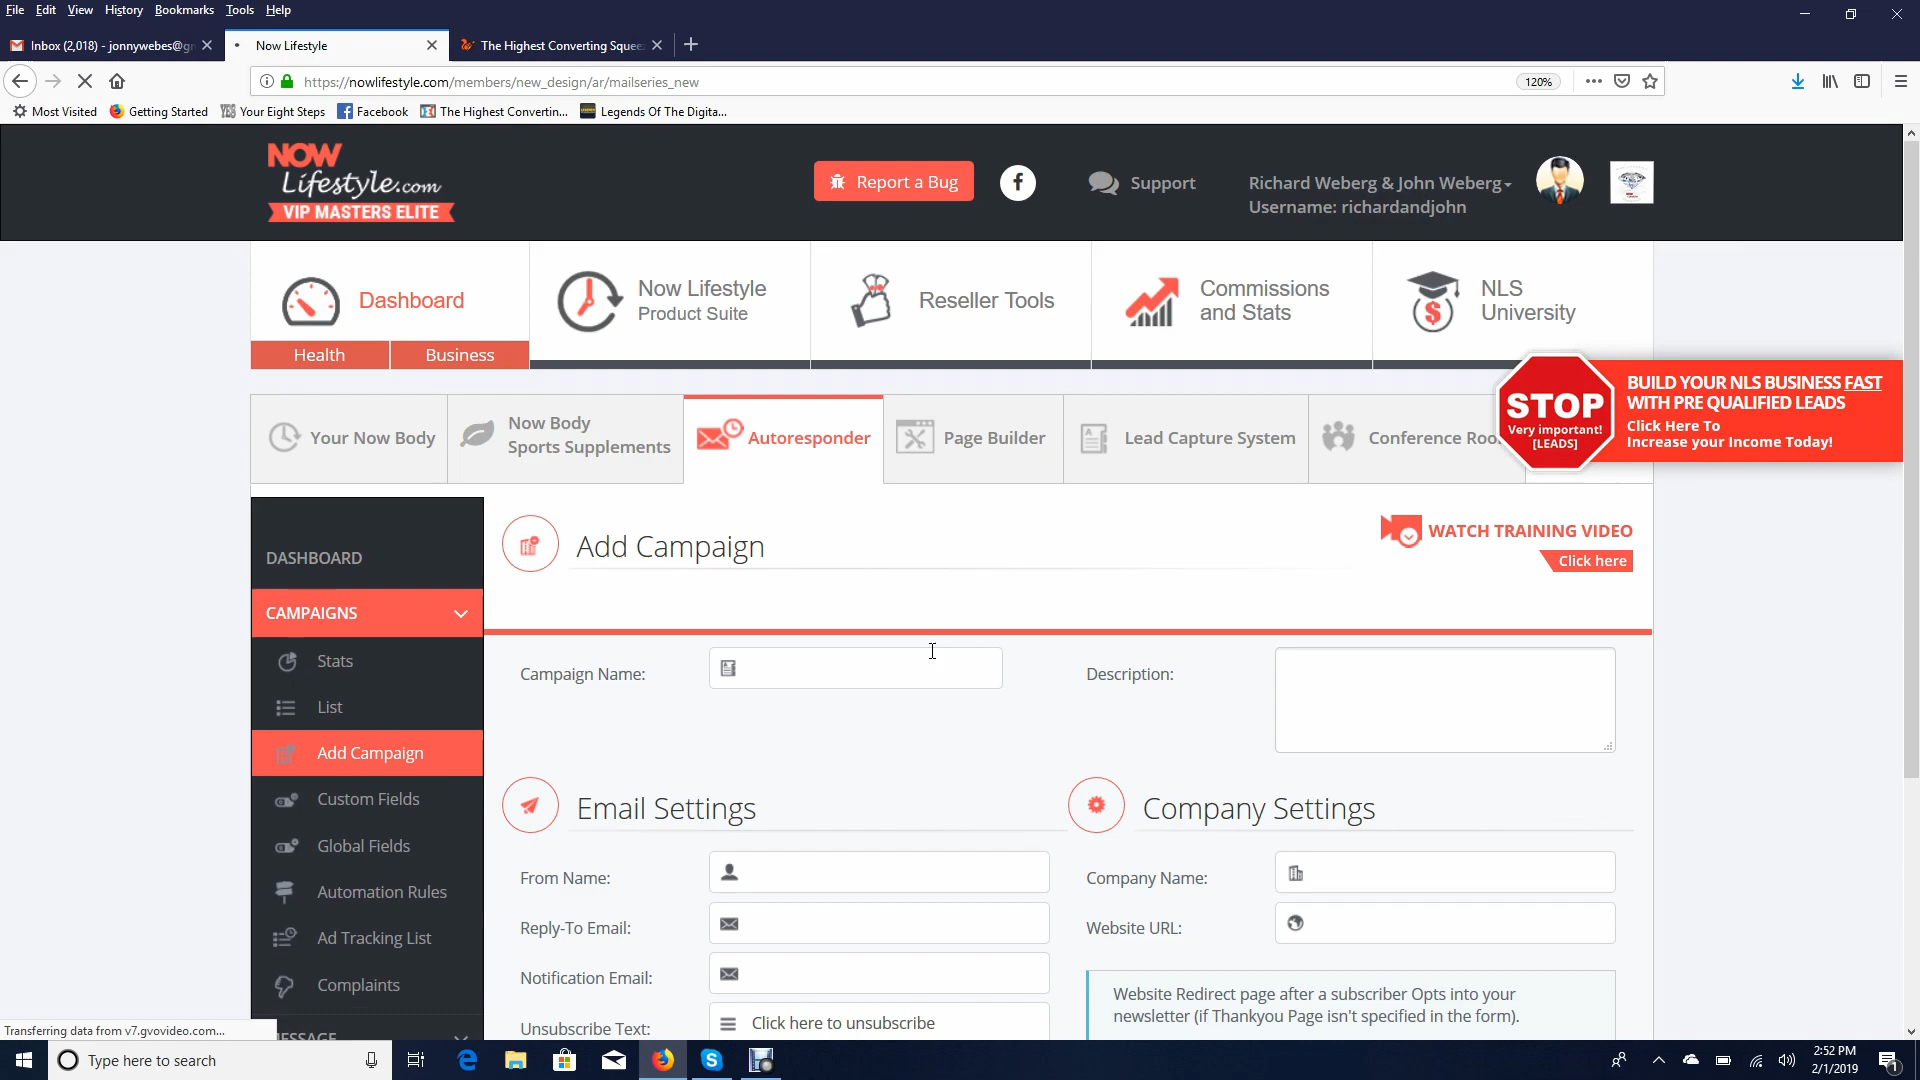 File Edit View History Bookmarks Tools Help
Inbox (2,018) - jonnywebes@g
Now Lifestyle
The Highest Converting Squee
https://nowlifestyle.com/members/new_design/ar/mailseries_new
120%
Most Visited
Getting Started
YES Your Eight Steps
Facebook
The Highest Convertin...
Legends Of The Digita...
NOW
Lifestyle.com
VIP MASTERS ELITE
Report a Bug
Support
Richard Weberg & John Weberg
Username: richardandjohn
Dashboard
Health
Business
Now Lifestyle
Product Suite
Reseller Tools
Commissions
and Stats
NLS
University
STOP
Very important!
[LEADS]
BUILD YOUR NLS BUSINESS FAST
WITH PRE QUALIFIED LEADS
Click Here To
Increase your Income Today!
Your Now Body
Now Body
Sports Supplements
Autoresponder
Page Builder
Lead Capture System
Conference Roo
DASHBOARD
CAMPAIGNS
Stats
List
Add Campaign
Custom Fields
Global Fields
Automation Rules
Ad Tracking List
Complaints
ESSAGE
Add Campaign
WATCH TRAINING VIDEO
Click here
Campaign Name:
Description:
Email Settings
Company Settings
From Name:
Company Name:
Reply-To Email:
Website URL:
Notification Email:
Website Redirect page after a subscriber Opts into your
newsletter (if Thankyou Page isn't specified in the form).
Unsubscribe Text:
Click here to unsubscribe
Transferring data from v7.gvovideo.com...
Type here to search
2:52 PM
2/1/2019
1